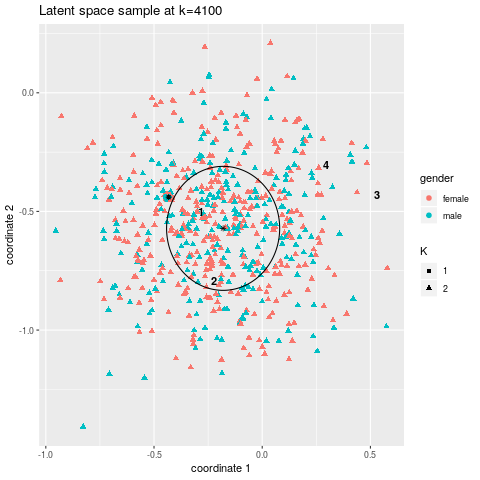 Latent space sample at k=4100
0.0
-0.5
-1.0
coordinate 2
4
3
1
2
-1.0
-0.5
0.0
0.5
coordinate 1
gender
female
male
K
1
2